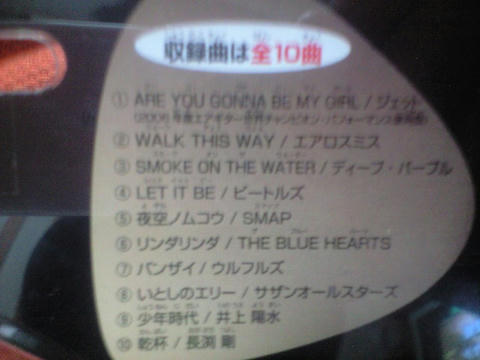 収録曲は全10曲
① ARE YOU GONNA BE MY GIRL / ジェット
② WALK THIS WAY / エアロスミス
③ SMOKE ON THE WATER / ディープ・パープル
④ LET IT BE / ビートルズ
⑤ 夜空ノムコウ / SMAP
⑥ リンダリンダ / THE BLUE HEARTS
⑦ バンザイ / ウルフルズ
⑧ いとしのエリー / サザンオールスターズ
⑨ 少年時代 / 井上 陽水
⑩ 乾杯 / 長渕 剛